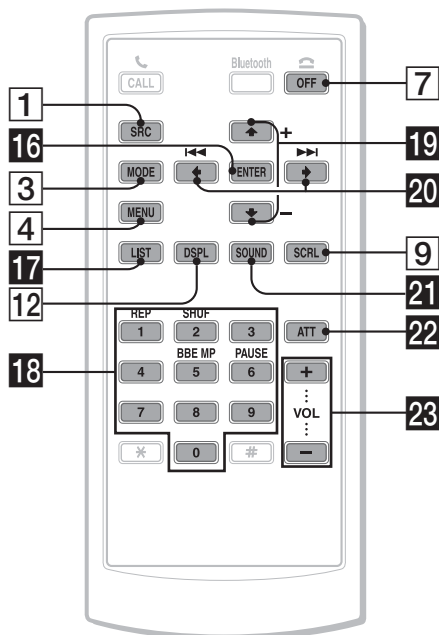 Bluetooth
CALL
OFF
7
1
SRC
+
19
16
MODE
ENTER
20
3
MENU
–
4
LIST
DSPL
SOUND
SCRL
9
17
12
21
REP
SHUF
1
2
3
ATT
22
18
BBE MP
PAUSE
4
5
6
+
VOL
23
7
8
9
–
*
0
#